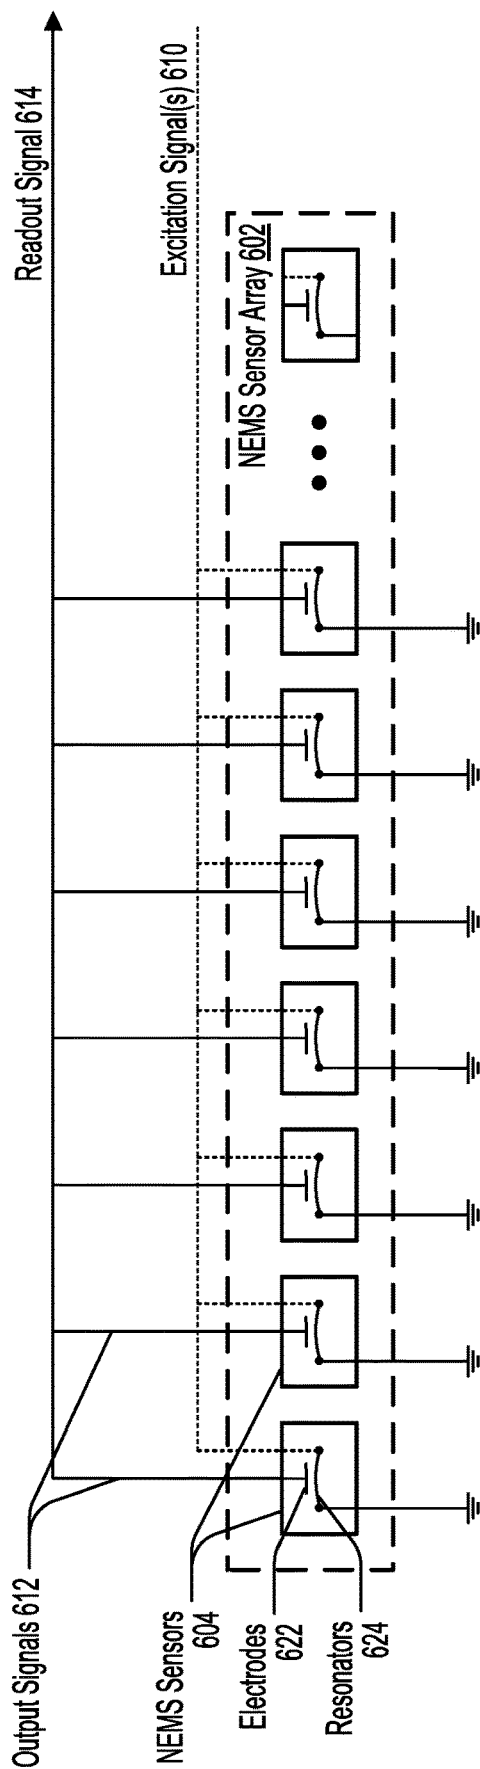 Readout Signal 614
Excitation Signal(s) 610
NEMS Sensor Array 602
Output Signals 612
NEMS Sensors
604
Electrodes
622
Resonators
624